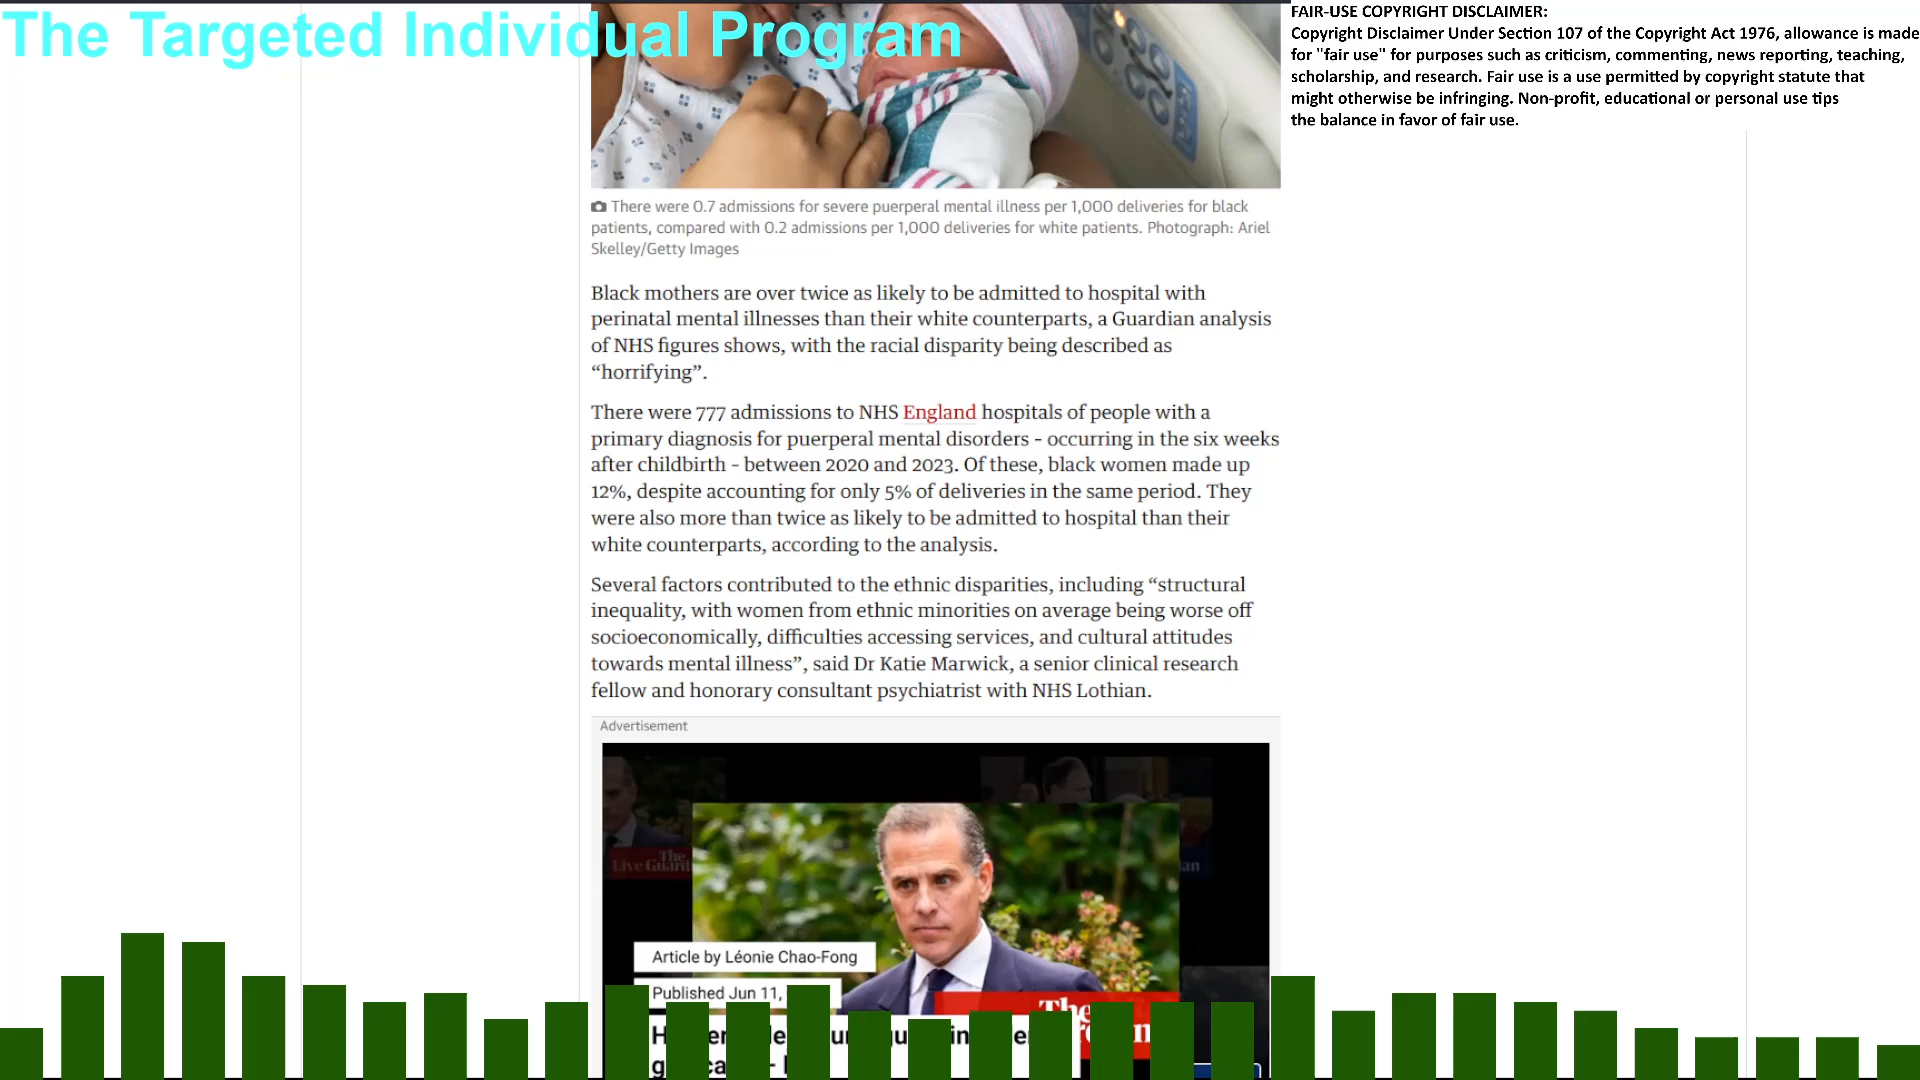 The Targeted Individual Program
FAIR-USE COPYRIGHT DISCLAIMER:
Copyright Disclaimer Under Section 107 of the Copyright Act 1976, allowance is made
for "fair use" for purposes such as criticism, commenting, news reporting, teaching,
scholarship, and research. Fair use is a use permitted by copyright statute that
might otherwise be infringing. Non-profit, educational or personal use tips
the balance in favor of fair use.
There were 0.7 admissions for severe puerperal mental illness per 1,000 deliveries for black
patients, compared with 0.2 admissions per 1,000 deliveries for white patients. Photograph: Ariel
Skelley/Getty Images
Black mothers are over twice as likely to be admitted to hospital with
perinatal mental illnesses than their white counterparts, a Guardian analysis
of NHS figures shows, with the racial disparity being described as
“horrifying”.
There were 777 admissions to NHS England hospitals of people with a
primary diagnosis for puerperal mental disorders - occurring in the six weeks
after childbirth - between 2020 and 2023. Of these, black women made up
12%, despite accounting for only 5% of deliveries in the same period. They
were also more than twice as likely to be admitted to hospital than their
white counterparts, according to the analysis.
Several factors contributed to the ethnic disparities, including “structural
inequality, with women from ethnic minorities on average being worse off
socioeconomically, difficulties accessing services, and cultural attitudes
towards mental illness”, said Dr Katie Marwick, a senior clinical research
fellow and honorary consultant psychiatrist with NHS Lothian.
Advertisement
The
Live
Article by Léonie Chao-Fong
Published Jun 11,
The